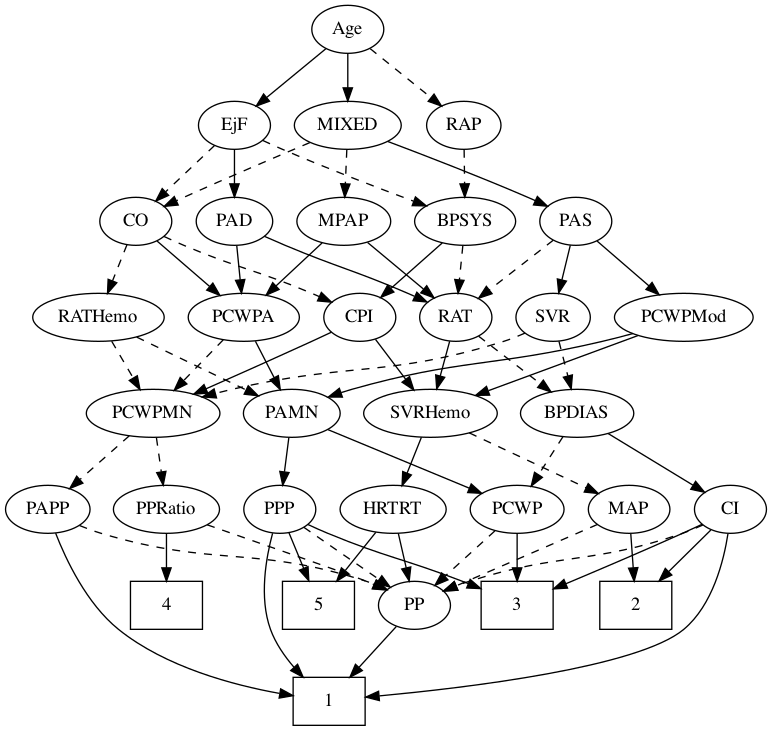 Age
EjF MIXED RAP
CO PAD MPAP BPSYS PAS
RATHemo PCWPA CPI RAT SVR PCWPMod
PCWPMN PAMN SVRHemo BPDIAS
PAPP PPRatio PPP HRTRT PCWP MAP CI
4 5 PP 3 2
1